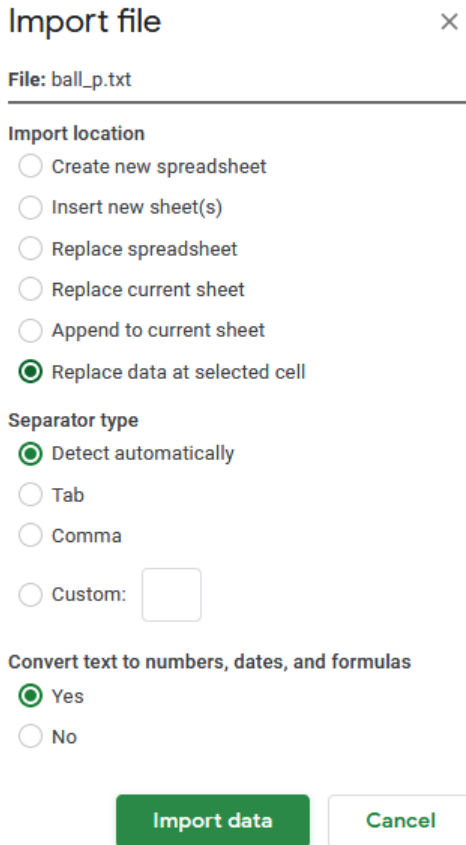 Import file
File: ball_p.txt
Import location
Create new spreadsheet
Insert new sheet(s)
Replace spreadsheet
Replace current sheet
Append to current sheet
Replace data at selected cell
Separator type
Detect automatically
Tab
Comma
Custom:
Convert text to numbers, dates, and formulas
Yes
No
Import data Cancel